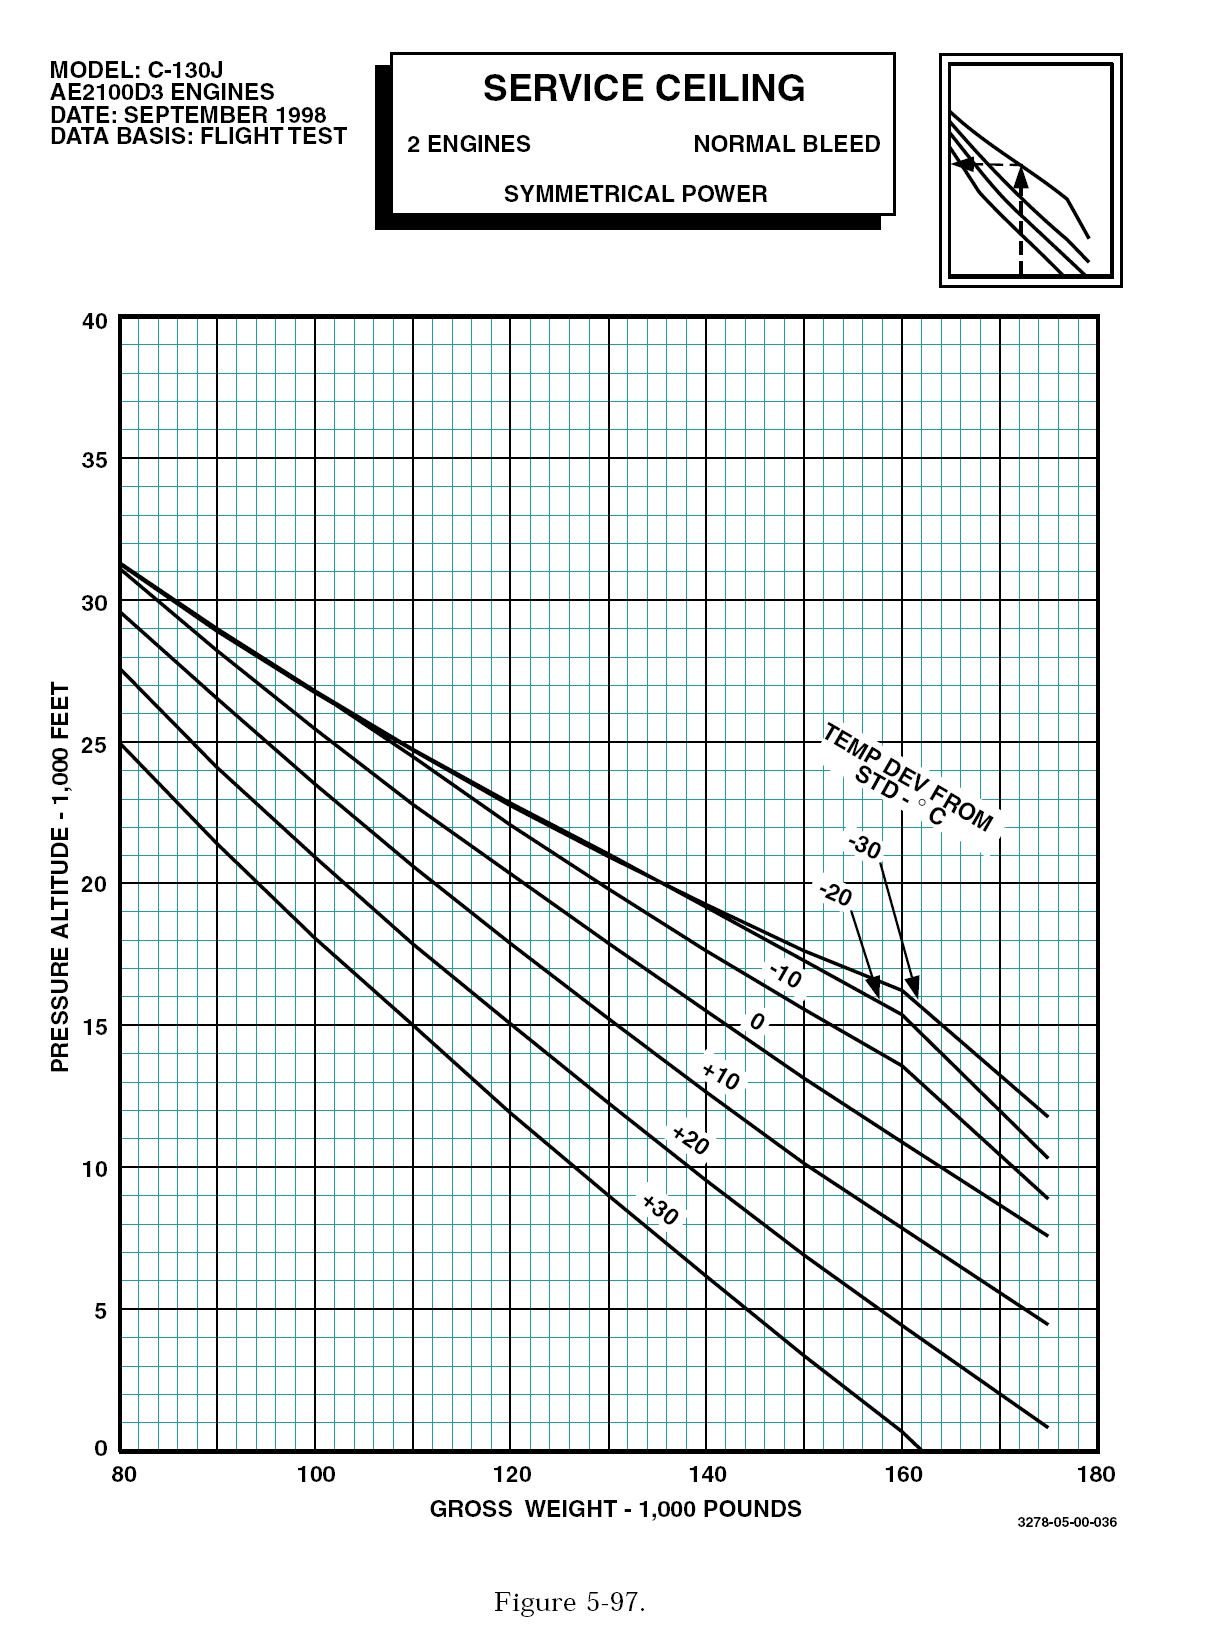 MODEL: C-130J
AE2100D3 ENGINES
DATE: SEPTEMBER 1998
DATA BASIS: FLIGHT TEST
SERVICE CEILING
2 ENGINES NORMAL BLEED
SYMMETRICAL POWER
40
35
30
25
20
15
10
5
0
PRESSURE ALTITUDE - 1,000 FEET
TEMP DEV FROM
STD - °C
-30
-20
-10
0
+10
+20
+30
80 100 120 140 160 180
GROSS WEIGHT - 1,000 POUNDS
3278-05-00-036
Figure 5-97.